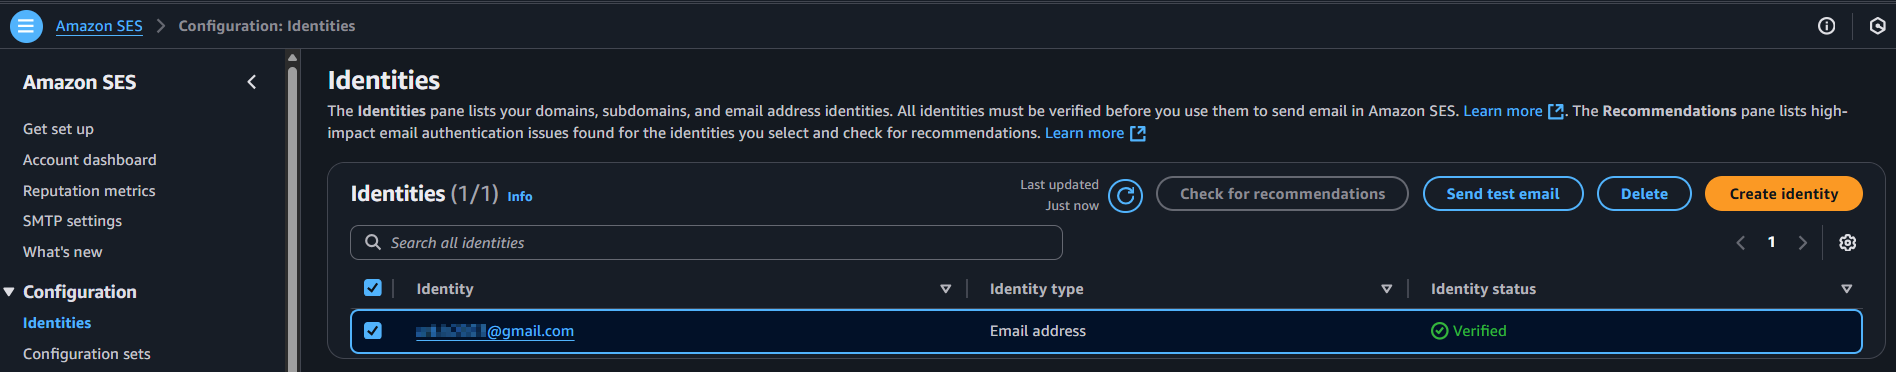 Amazon SES > Configuration: Identities
Amazon SES
Get set up
Account dashboard
Reputation metrics
SMTP settings
What's new
Configuration
Identities
Configuration sets
Identities
The Identities pane lists your domains, subdomains, and email address identities. All identities must be verified before you use them to send email in Amazon SES. Learn more . The Recommendations pane lists high-
impact email authentication issues found for the identities you select and check for recommendations. Learn more
Identities (1/1) Info
Last updated
Just now
Check for recommendations
Send test email
Delete
Create identity
Search all identities
1
Identity
Identity type
Identity status
@gmail.com
Email address
Verified